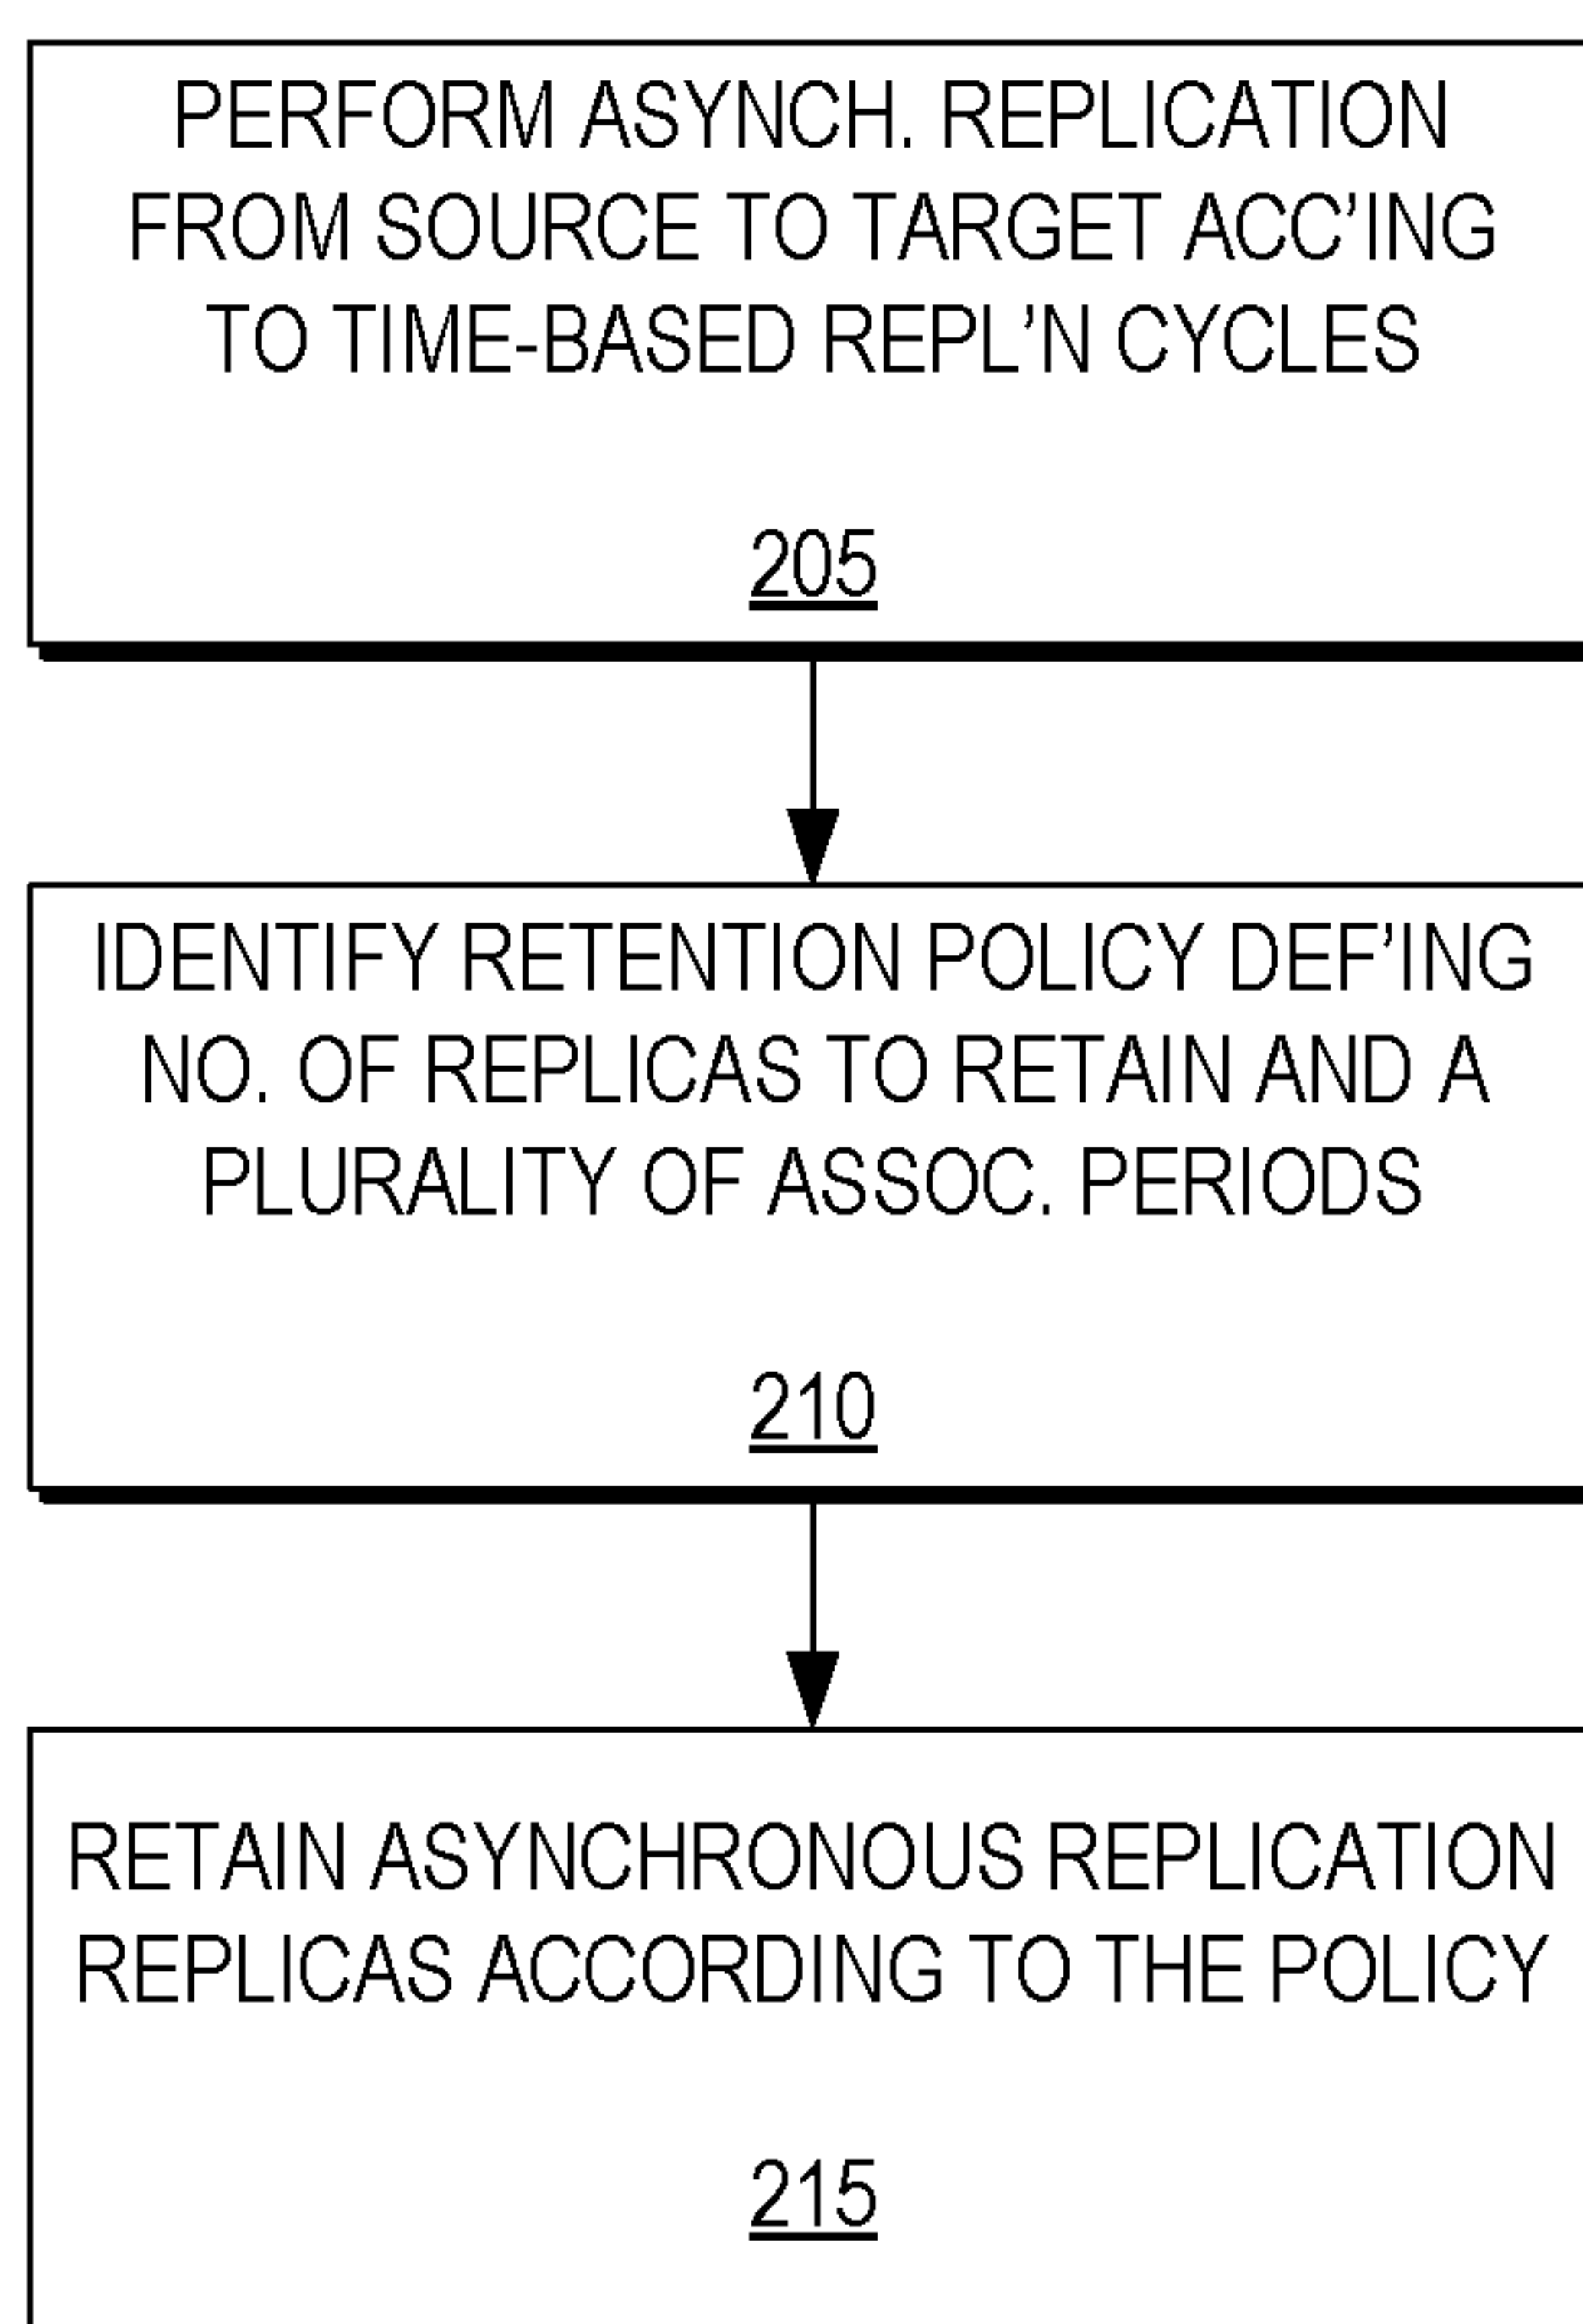 PERFORM ASYNCH. REPLICATION
FROM SOURCE TO TARGET ACC’ING
TO TIME-BASED REPL’N CYCLES
205
IDENTIFY RETENTION POLICY DEF’ING
NO. OF REPLICAS TO RETAIN AND A
PLURALITY OF ASSOC. PERIODS
210
RETAIN ASYNCHRONOUS REPLICATION
REPLICAS ACCORDING TO THE POLICY
215